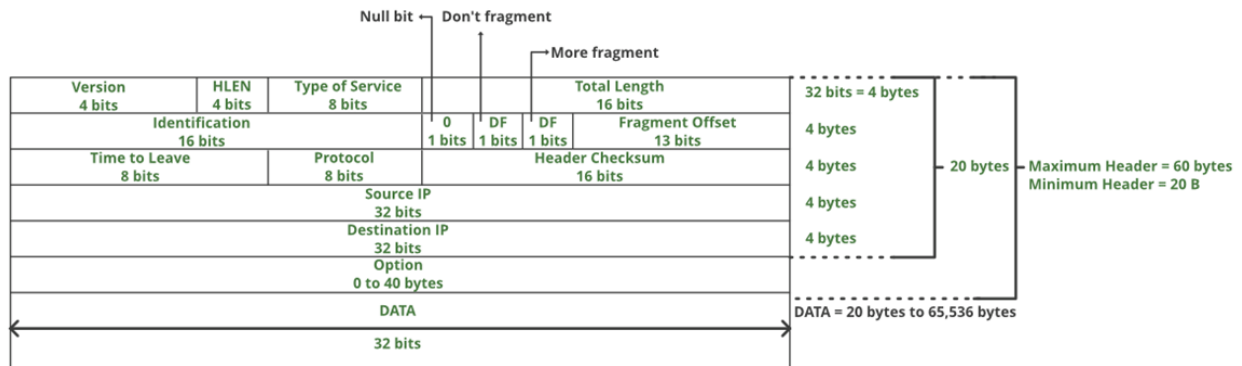 Null bit
Don't fragment
More fragment
Version
4 bits
HLEN
4 bits
Type of Service
8 bits
Total Length
16 bits
32 bits = 4 bytes
Identification
16 bits
0
1 bits
DF
1 bits
DF
1 bits
Fragment Offset
13 bits
4 bytes
Time to Leave
8 bits
Protocol
8 bits
Header Checksum
16 bits
4 bytes
20 bytes
Maximum Header = 60 bytes
Minimum Header = 20 B
Source IP
32 bits
4 bytes
Destination IP
32 bits
4 bytes
Option
0 to 40 bytes
DATA
DATA = 20 bytes to 65,536 bytes
32 bits